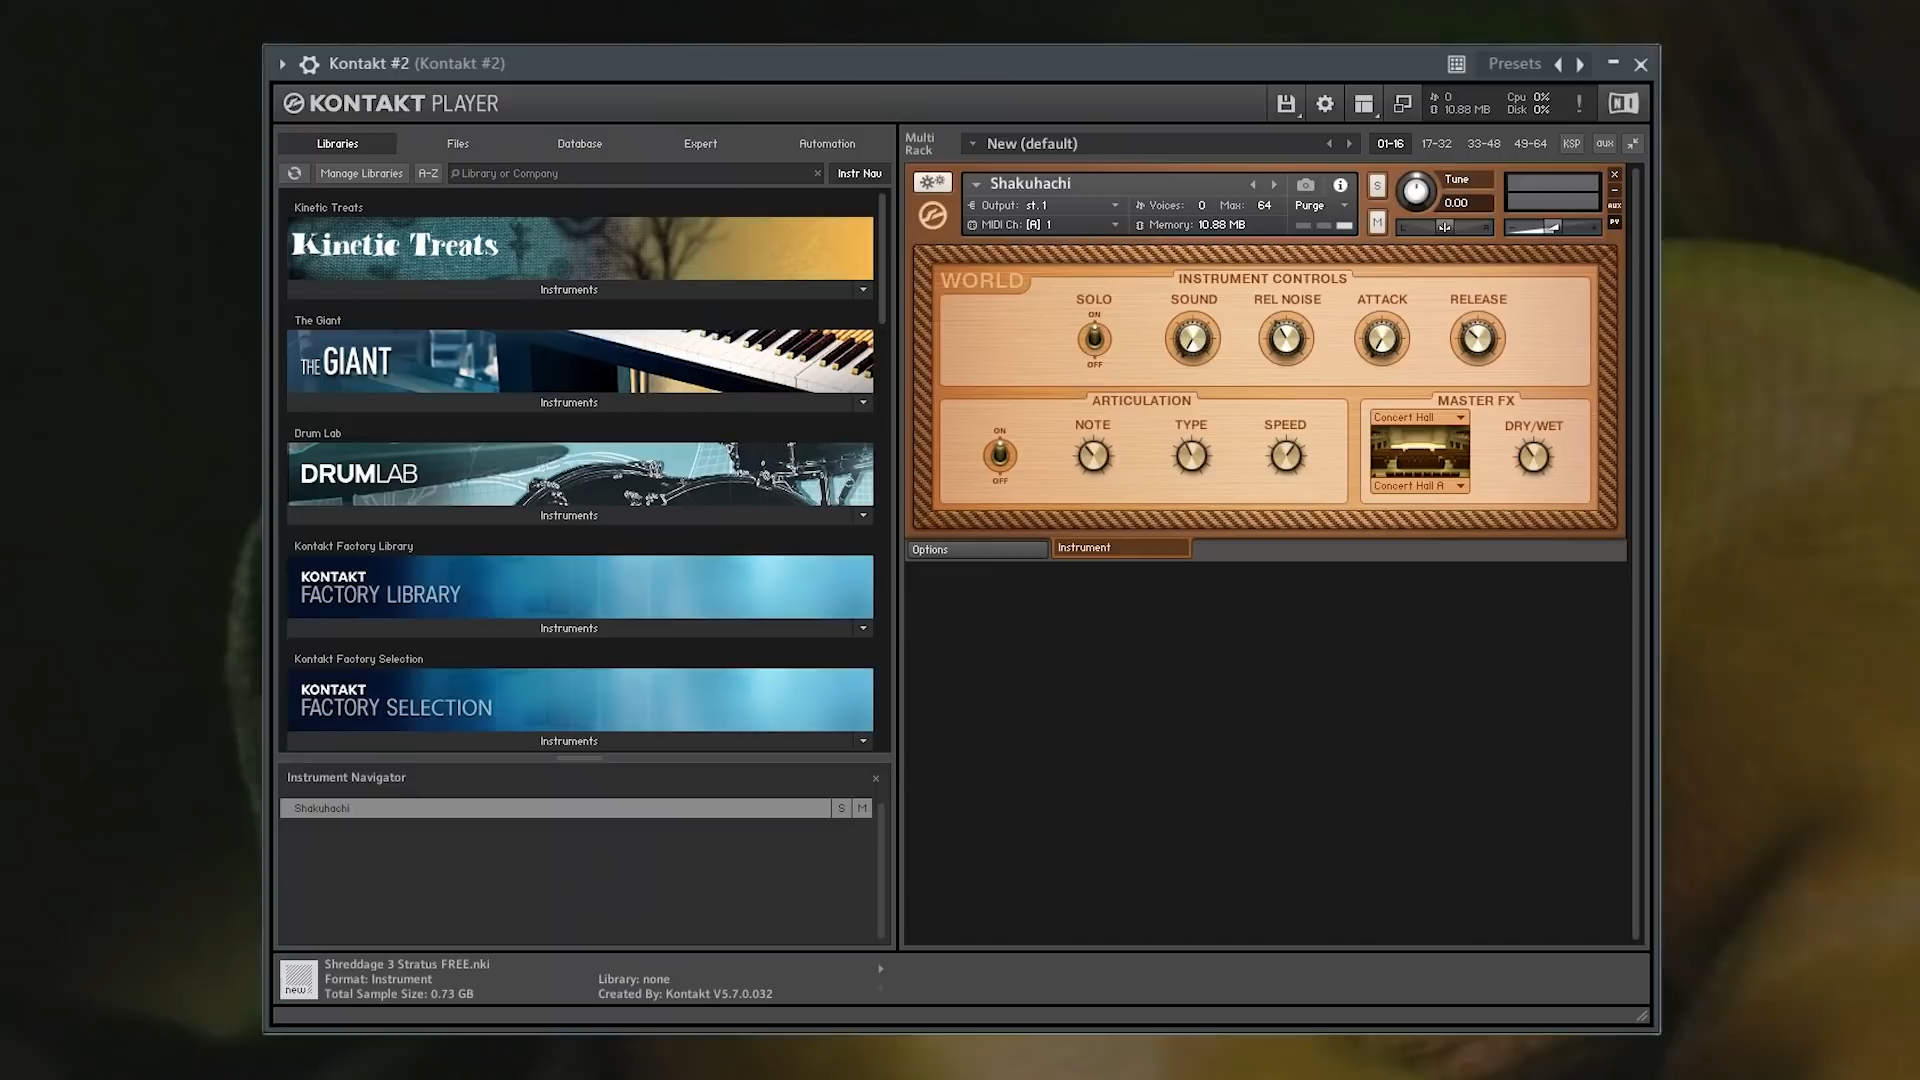 Kontakt #2 (Kontakt #2)
Presets
KONTAKT PLAYER
0
10.88 MB
Cpu 0%
Disk 0%
!
NI
Libraries
Files
Database
Expert
Automation
Manage Libraries
A-Z
Library or Company
×
Instr Nav
Kinetic Treats
Kinetic Treats
Instruments
The Giant
THE GIANT
Instruments
Drum Lab
DRUMLAB
Instruments
Kontakt Factory Library
KONTAKT
FACTORY LIBRARY
Instruments
Kontakt Factory Selection
KONTAKT
FACTORY SELECTION
Instruments
Instrument Navigator
×
Shakuhachi
S
M
Multi
Rack
New (default)
01-16
17-32
33-48
49-64
KSP
AUX
Shakuhachi
Output: st.1
Voices: 0 Max: 64
Purge
MIDI Ch: [A] 1
Memory: 10.88 MB
S
M
Tune
0.00
L
R
AUX
PV
WORLD
INSTRUMENT CONTROLS
SOLO
ON
OFF
SOUND
REL NOISE
ATTACK
RELEASE
ARTICULATION
ON
OFF
NOTE
TYPE
SPEED
MASTER FX
Concert Hall
Concert Hall A
DRY/WET
Options
Instrument
new
Shreddage 3 Stratus FREE.nki
Format: Instrument
Total Sample Size: 0.73 GB
Library: none
Created By: Kontakt V5.7.0.032